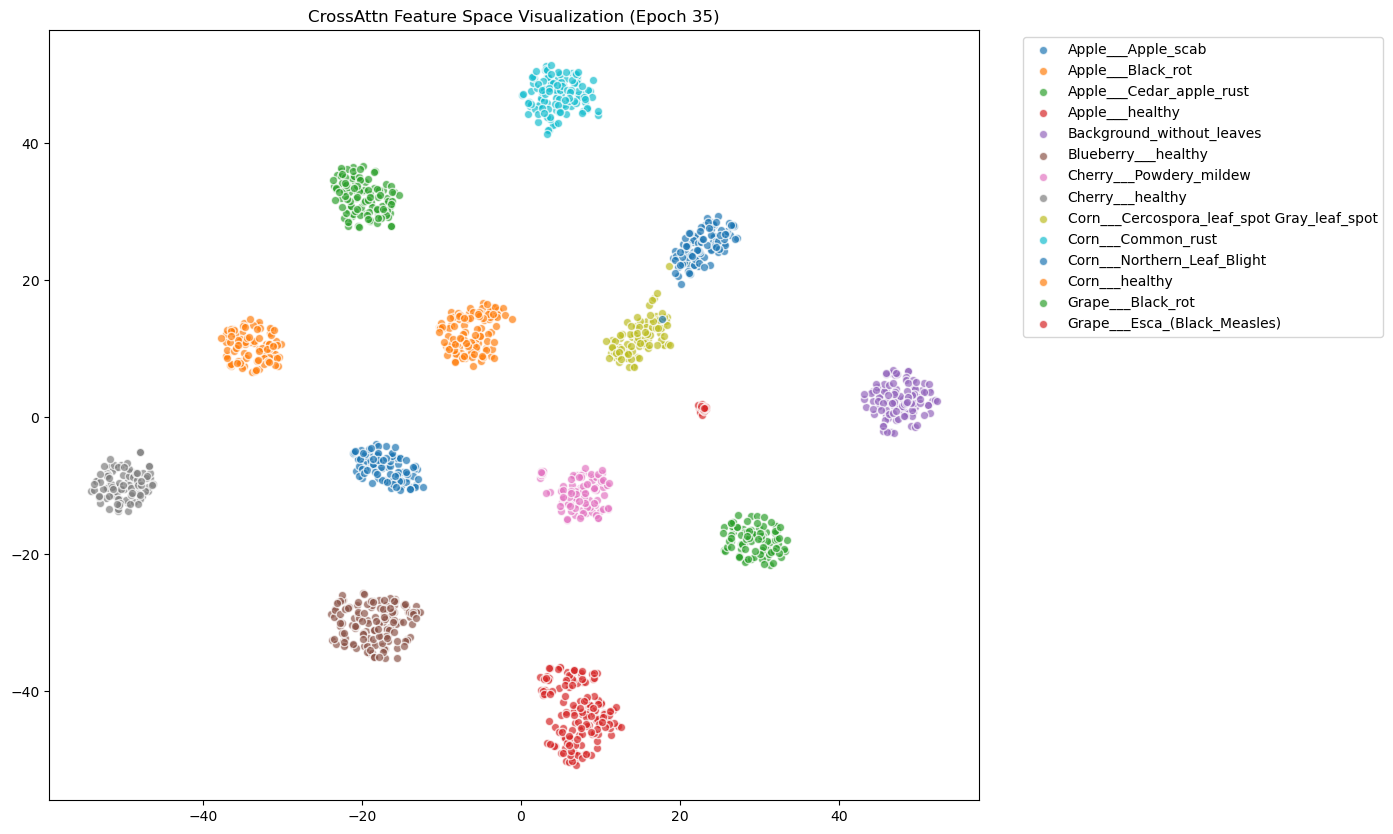 CrossAttn Feature Space Visualization (Epoch 35)
40
20
0
−20
−40
−40
−20
0
20
40
Apple___Apple_scab
Apple___Black_rot
Apple___Cedar_apple_rust
Apple___healthy
Background_without_leaves
Blueberry___healthy
Cherry___Powdery_mildew
Cherry___healthy
Corn___Cercospora_leaf_spot Gray_leaf_spot
Corn___Common_rust
Corn___Northern_Leaf_Blight
Corn___healthy
Grape___Black_rot
Grape___Esca_(Black_Measles)